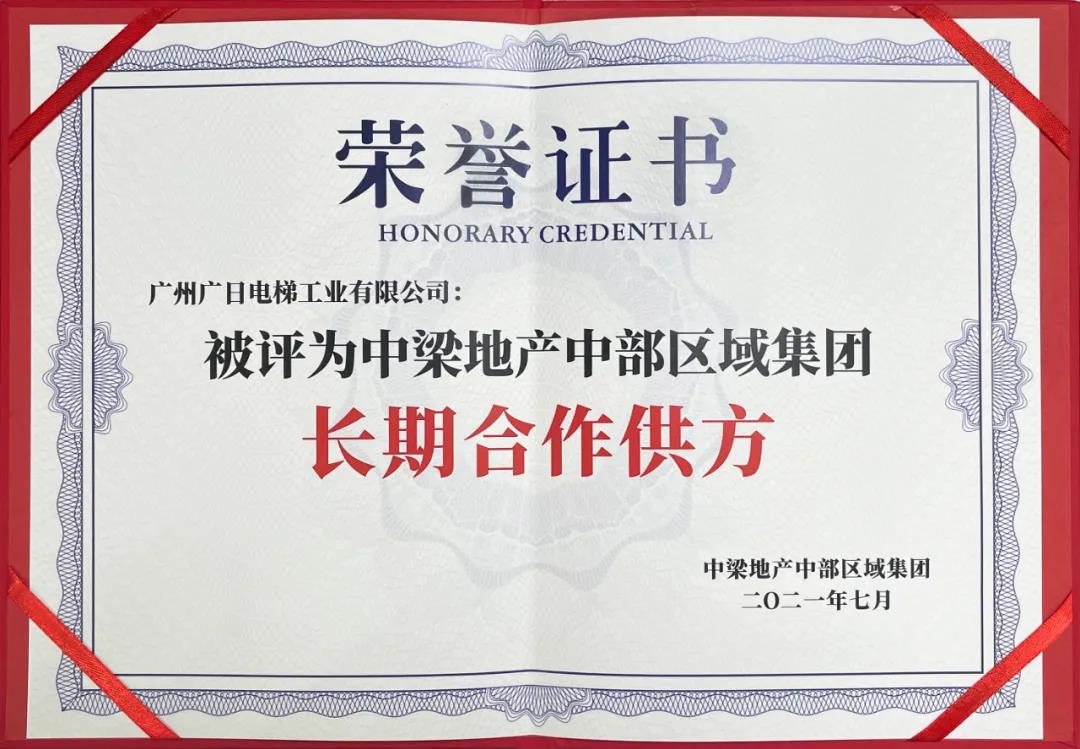 荣誉证书
HONORARY CREDENTIAL
广州广日电梯工业有限公司：
被评为中梁地产中部区域集团
长期合作供方
中梁地产中部区域集团
二〇二一年七月